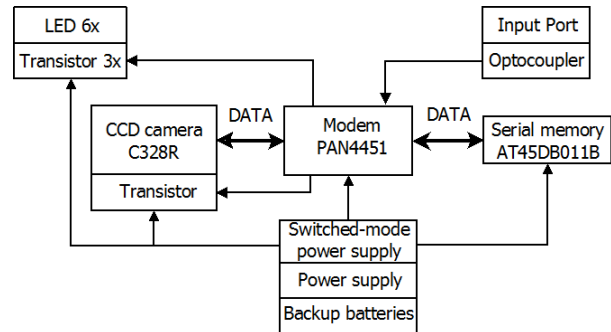 LED 6x
Transistor 3x
Input Port
Optocoupler
DATA
DATA
CCD camera
C328R
Transistor
Modem
PAN4451
Serial memory
AT45DB011B
Switched-mode
power supply
Power supply
Backup batteries